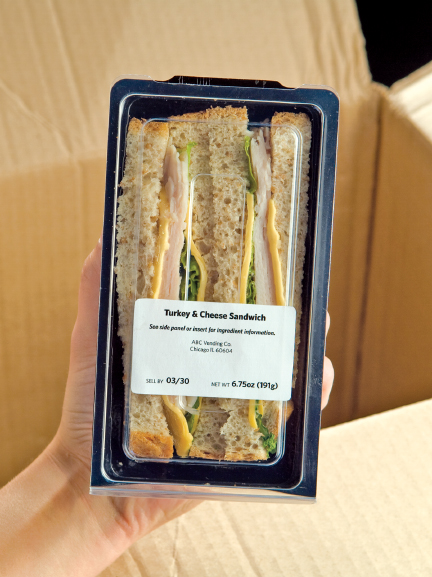 Turkey & Cheese Sandwich
See side panel or insert for ingredient information.
ABC Vending Co.
Chicago IL 60604
SELL BY 03/30 NET WT 6.75oz (191g)